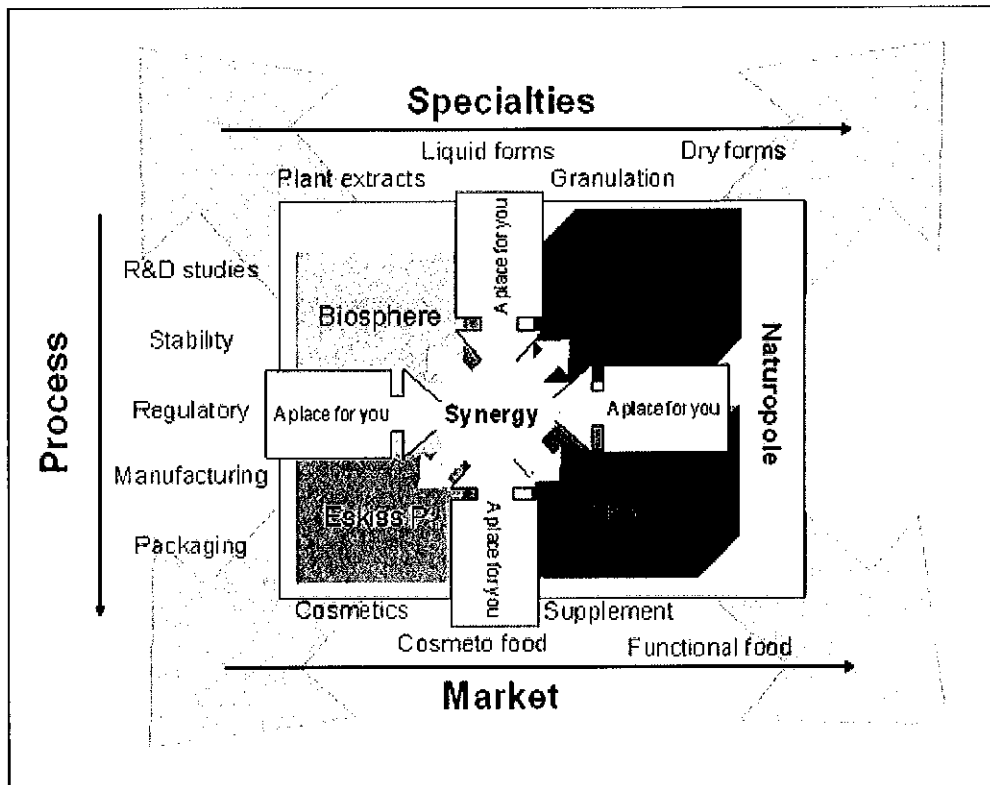 Specialties
Liquid forms
Dry forms
Plant extracts
Granulation
Process
R&D studies
Stability
Regulatory
Manufacturing
Packaging
A place for you
Biosphere
A place for you
Synergy
A place for you
Naturopole
Eskiss P
A place for you
Cosmetics
Supplement
Cosmeto food
Functional food
Market